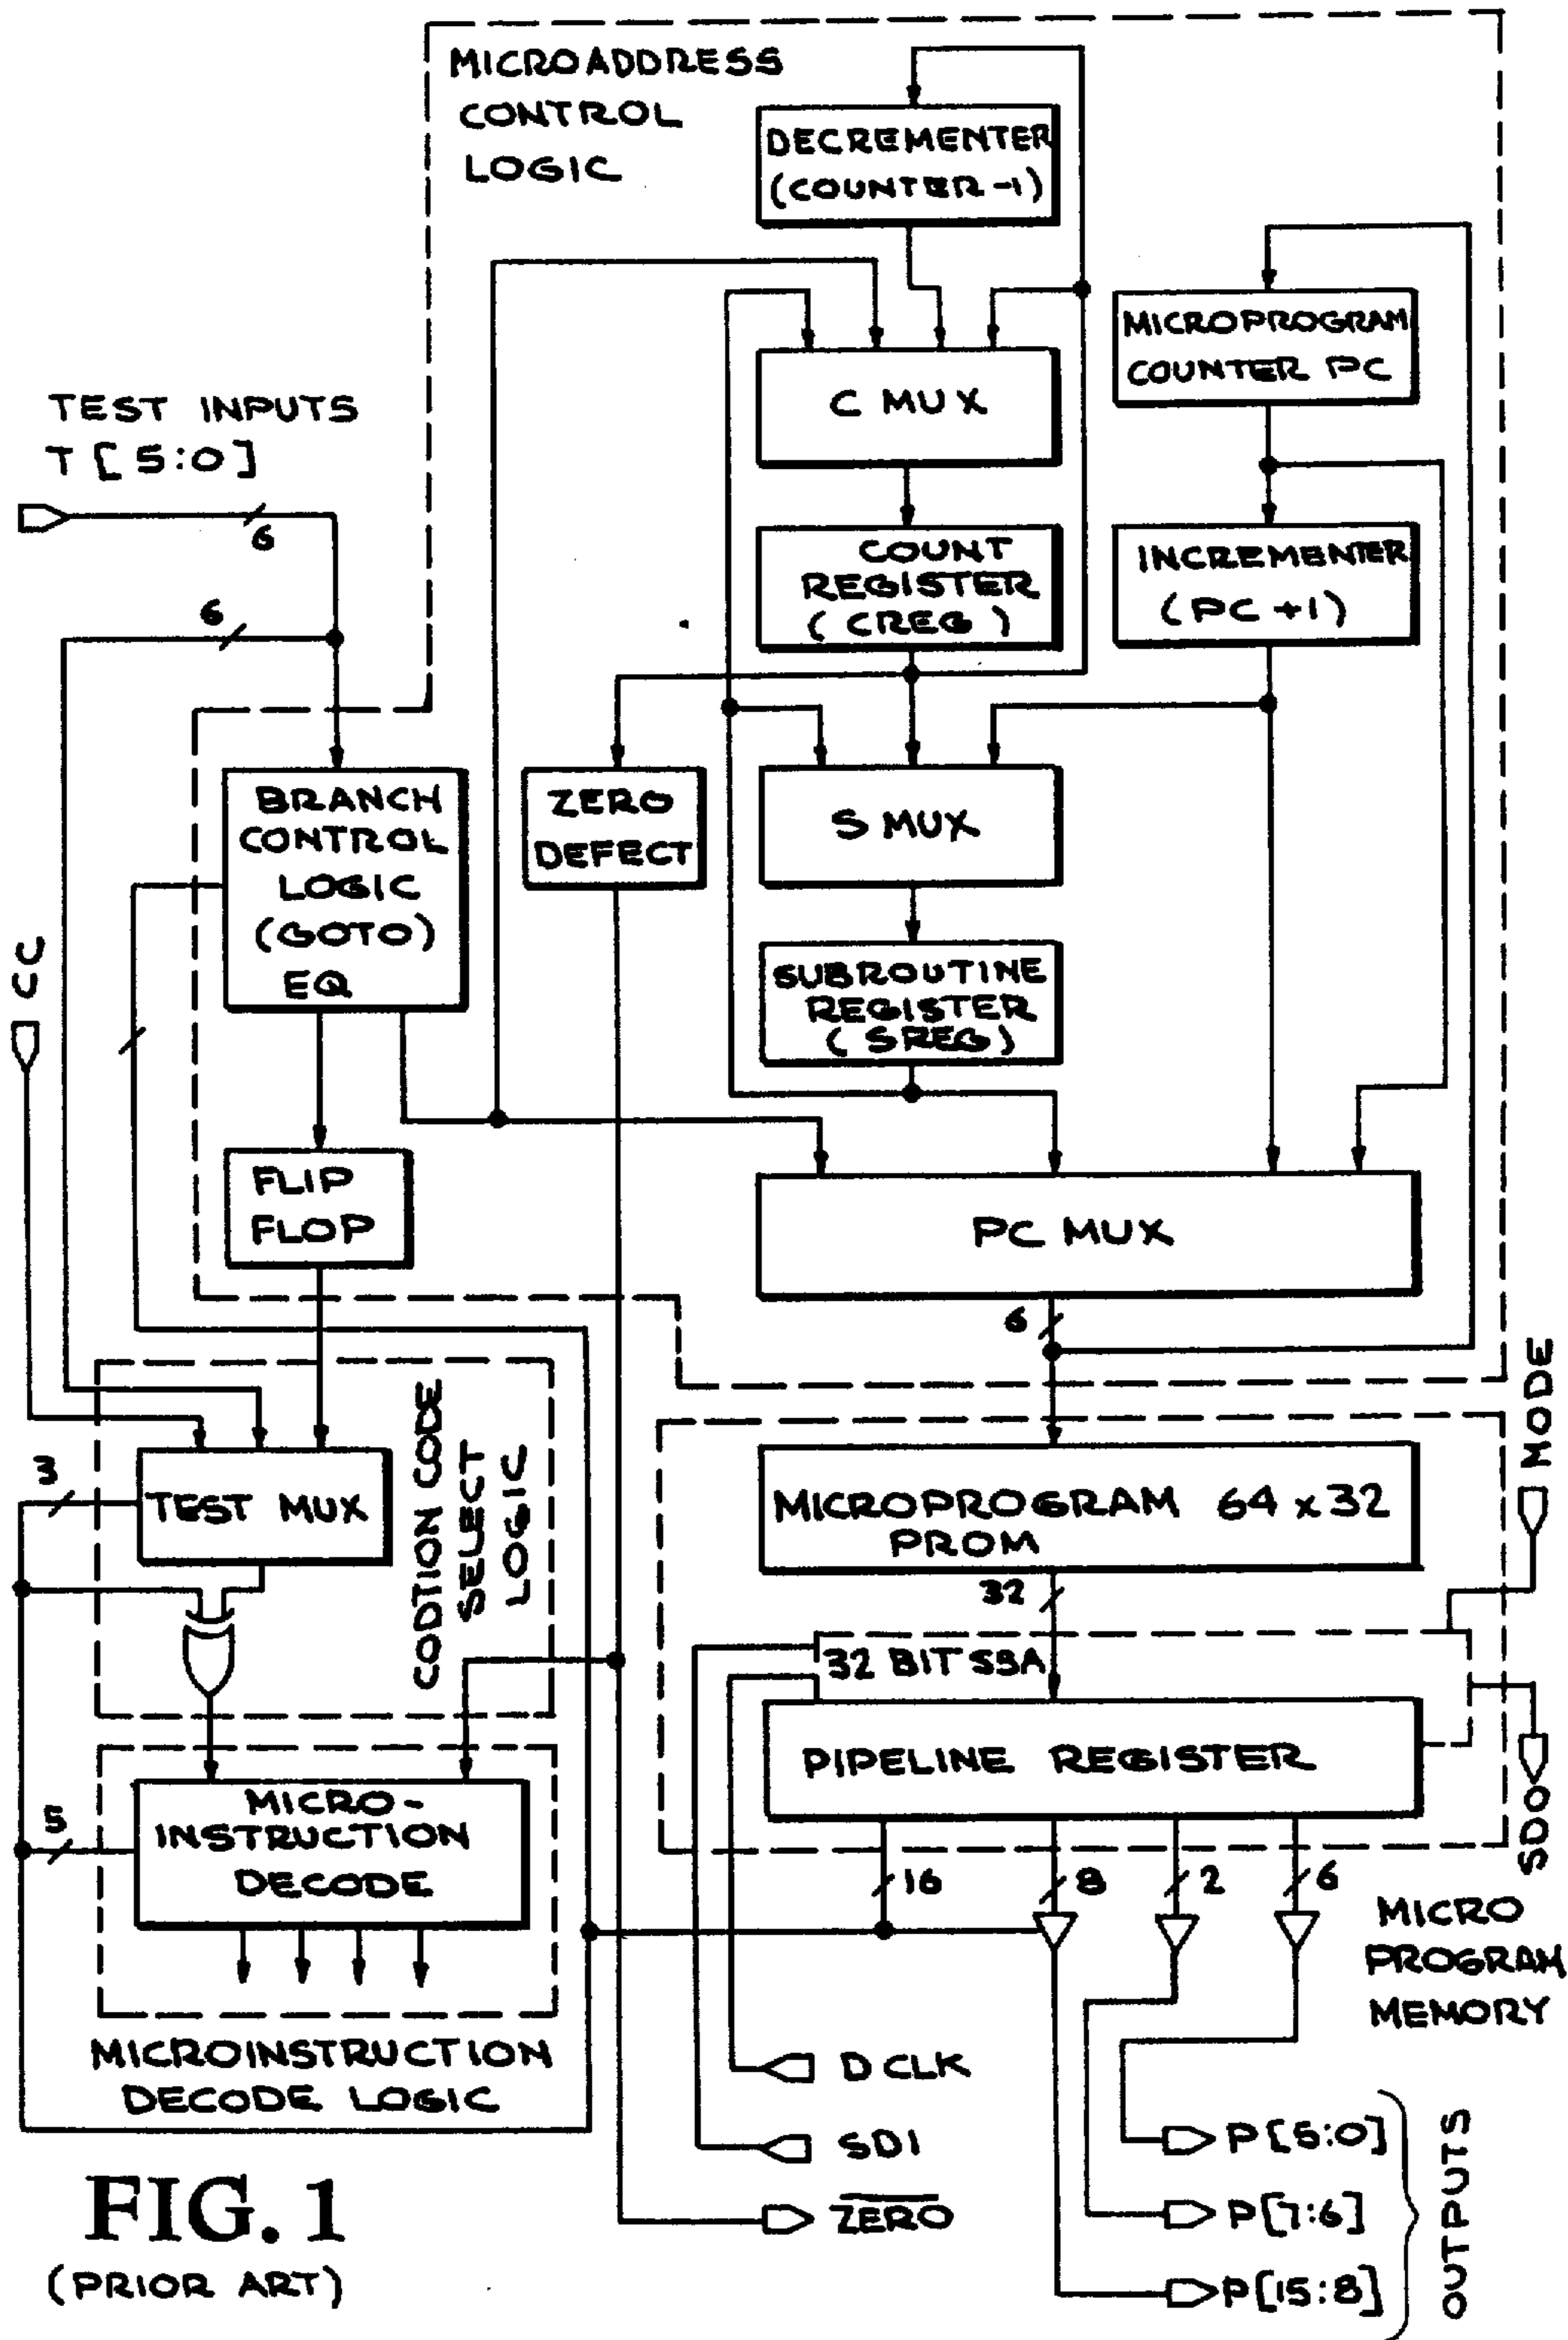 MICROADDRESS
CONTROL
LOGIC
DECREMENTER
(COUNTER-1)
MICROPROGRAM
COUNTER PC
C MUX
TEST INPUTS
T [5:0]
6
6
COUNT
REGISTER
(CREG)
INCREMENTER
(PC+1)
BRANCH
CONTROL
LOGIC
(GOTO)
EQ
ZERO
DEFECT
S MUX
CC
SUBROUTINE
REGISTER
(SREG)
FLIP
FLOP
PC MUX
6
MODE
3
TEST MUX
CODTION CODE
SELECT
LOGIC
MICROPROGRAM 64 x 32
PROM
32
32 BIT SSA
PIPELINE REGISTER
SDO
5
MICRO-
INSTRUCTION
DECODE
16
8
2
6
MICRO
PROGRAM
MEMORY
MICROINSTRUCTION
DECODE LOGIC
D CLK
SDI
ZERO
P[5:0]
P[7:6]
P[15:8]
OUTPUTS
FIG. 1
(PRIOR ART)